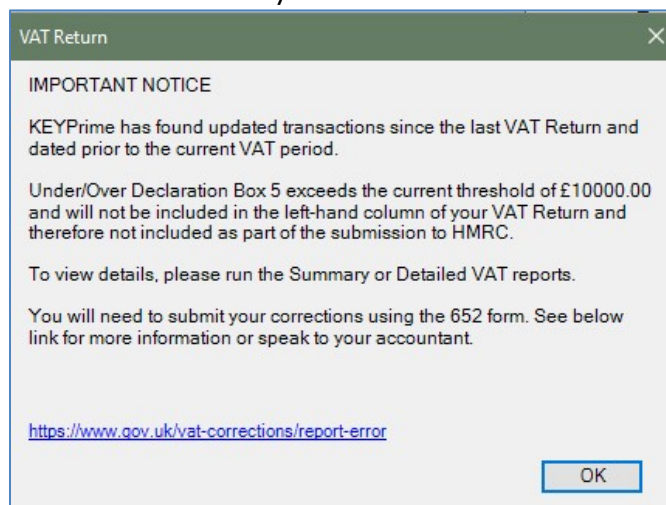 VAT Return
IMPORTANT NOTICE
KEYPrime has found updated transactions since the last VAT Return and
dated prior to the current VAT period.
Under/Over Declaration Box 5 exceeds the current threshold of £10000.00
and will not be included in the left-hand column of your VAT Return and
therefore not included as part of the submission to HMRC.
To view details, please run the Summary or Detailed VAT reports.
You will need to submit your corrections using the 652 form. See below
link for more information or speak to your accountant.
https://www.gov.uk/vat-corrections/report-error
OK